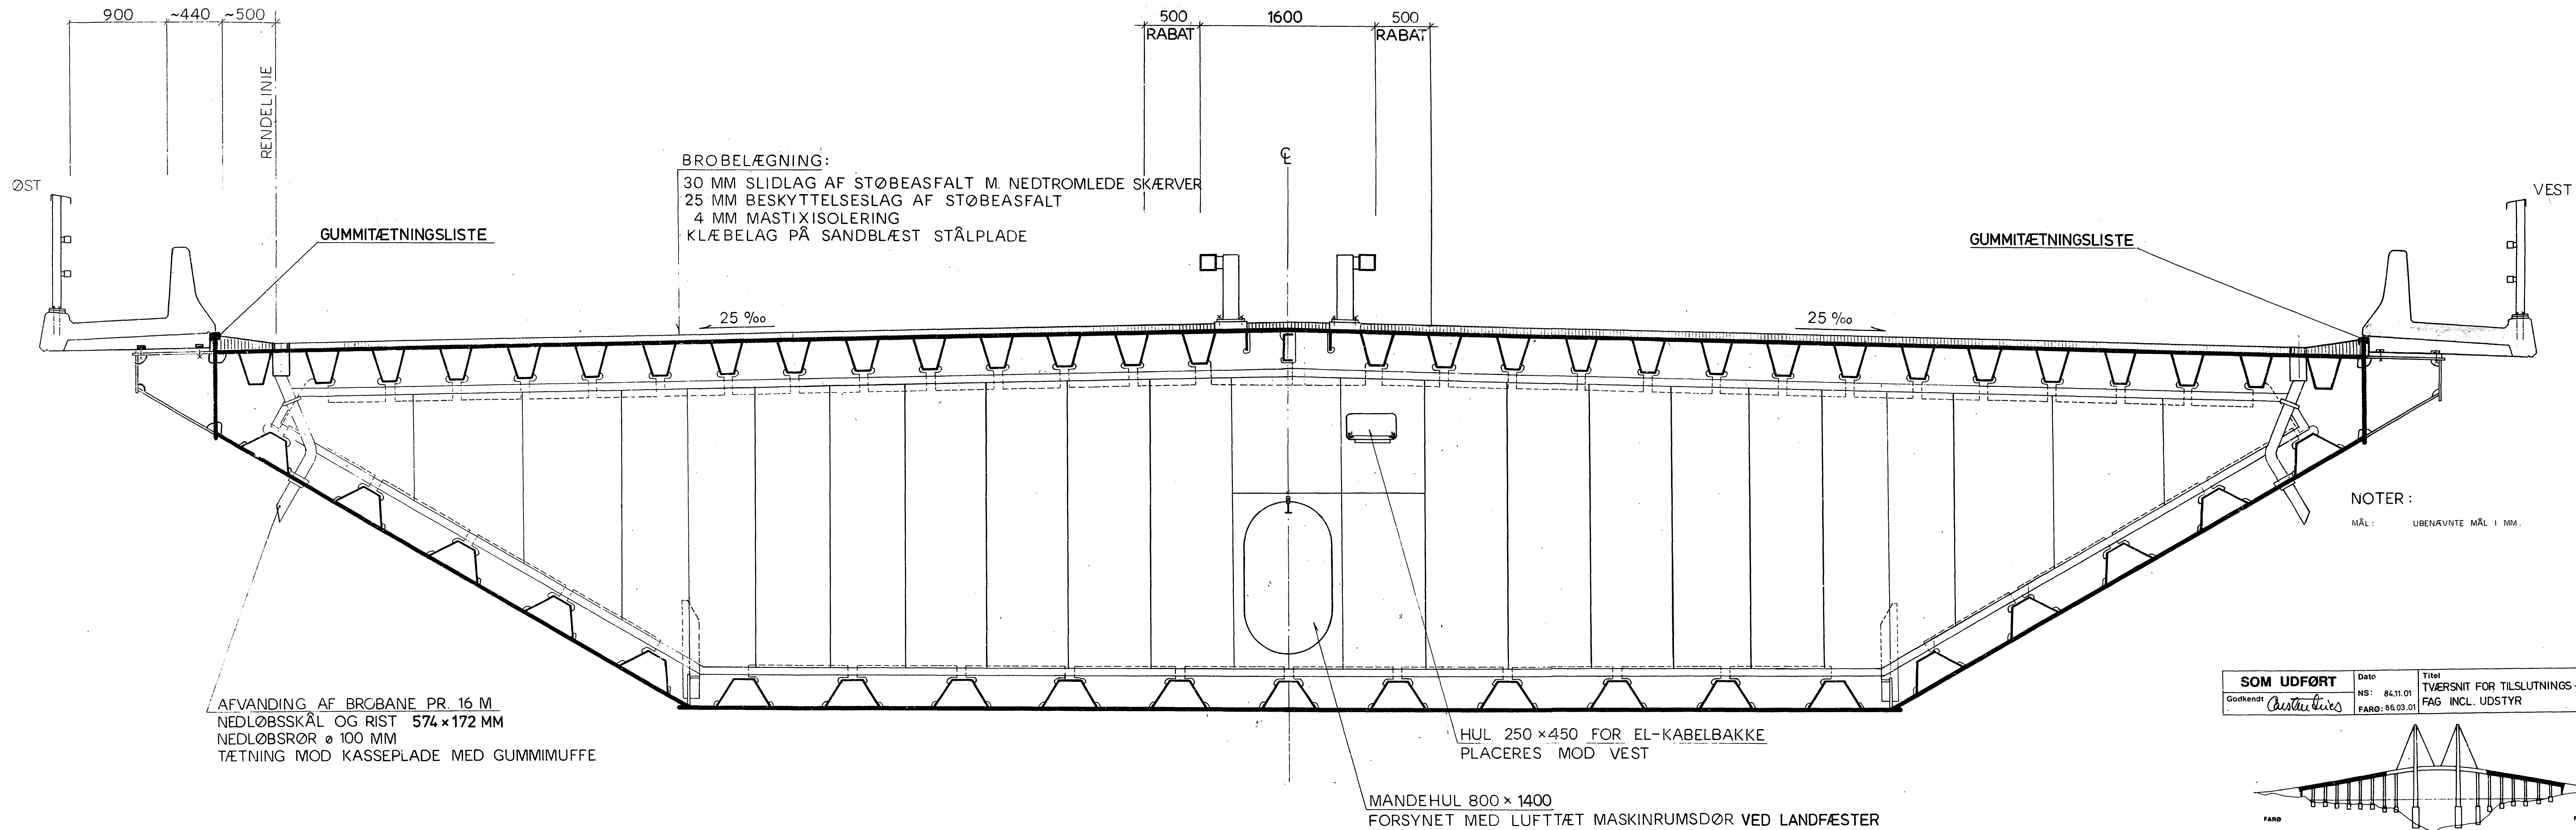 900
~440
~500
500
1600
500
RABAT
RABAT
RENDELINIE
℄
ØST
VEST
BROBELÆGNING:
30 MM SLIDLAG AF STØBEASFALT M. NEDTROMLEDE SKÆRVER
25 MM BESKYTTELSESLAG AF STØBEASFALT
4 MM MASTIXISOLERING
KLÆBELAG PÅ SANDBLÆST STÅLPLADE
GUMMITÆTNINGSLISTE
GUMMITÆTNINGSLISTE
25 ‰
25 ‰
NOTER:
MÅL: UBENÆVNTE MÅL I MM.
AFVANDING AF BROBANE PR. 16 M
NEDLØBSSKÅL OG RIST 574×172 MM
NEDLØBSRØR ø 100 MM
TÆTNING MOD KASSEPLADE MED GUMMIMUFFE
HUL 250×450 FOR EL-KABELBAKKE
PLACERES MOD VEST
MANDEHUL 800×1400
FORSYNET MED LUFTTÆT MASKINRUMSDØR VED LANDFÆSTER
SOM UDFØRT
Godkendt
Dato
NS: 84.11.01
FARØ: 86.03.01
Titel
TVÆRSNIT FOR TILSLUTNINGS-
FAG INCL. UDSTYR
FARØ